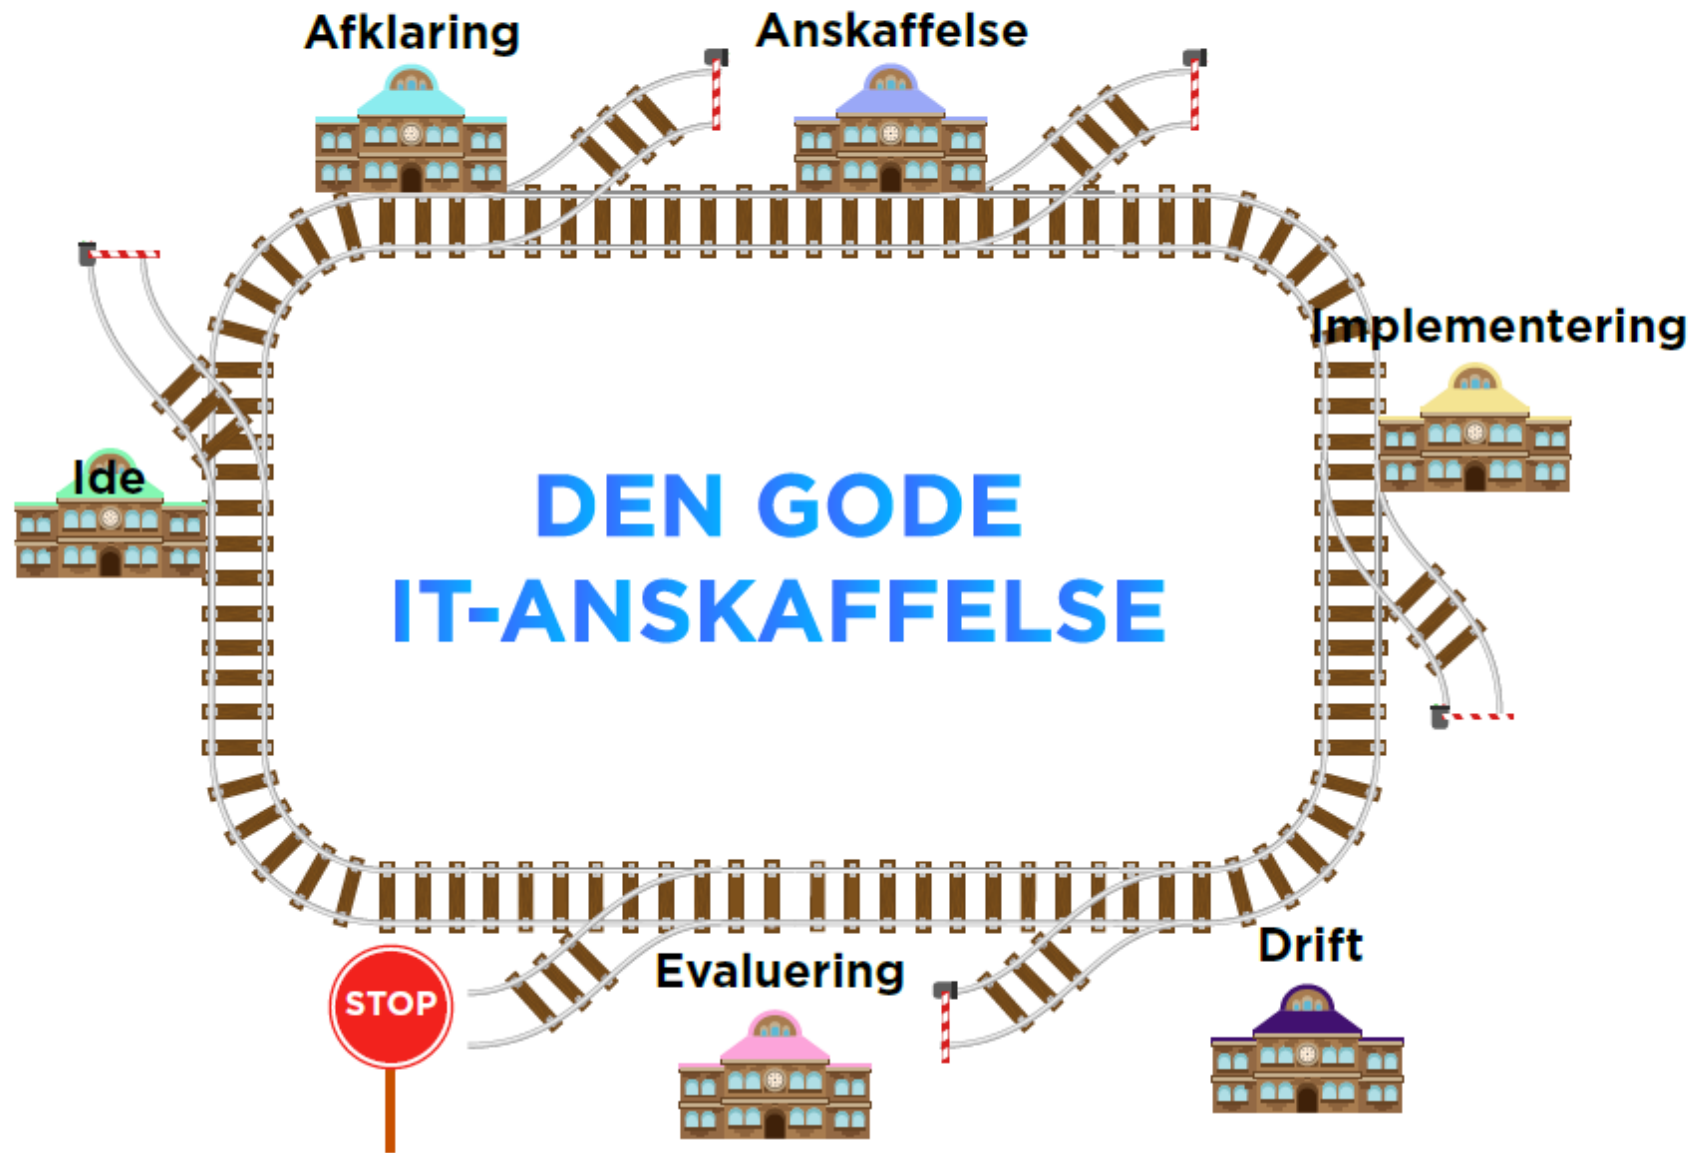 Afklaring
Anskaffelse
Implementering
Ide
DEN GODE
IT-ANSKAFFELSE
Drift
Evaluering
STOP